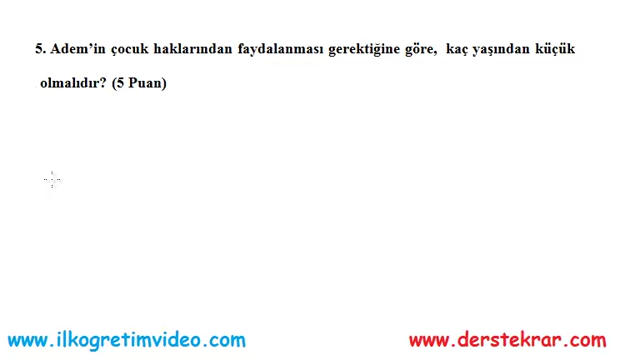 5. Adem'in çocuk haklarından faydalanması gerektiğine göre, kaç yaşından küçük
olmalıdır? (5 Puan)
www.ilkogretimvideo.com www.derstekrar.com